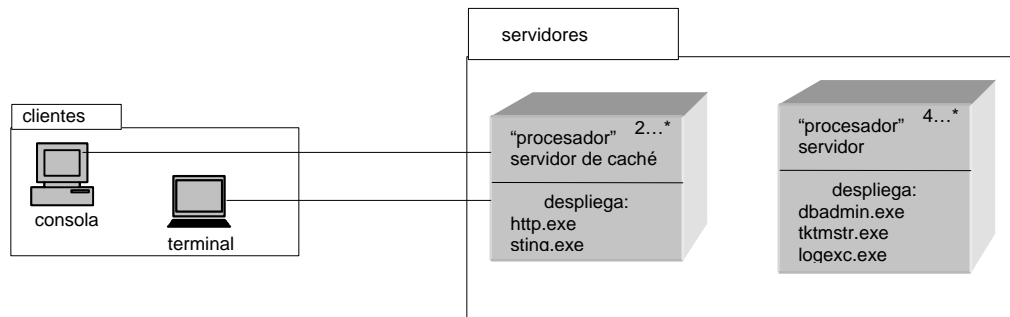 servidores
clientes
consola
terminal
“procesador” 2…*
servidor de caché
despliega:
http.exe
sting.exe
“procesador” 4…*
servidor
despliega:
dbadmin.exe
tktmstr.exe
logexc.exe